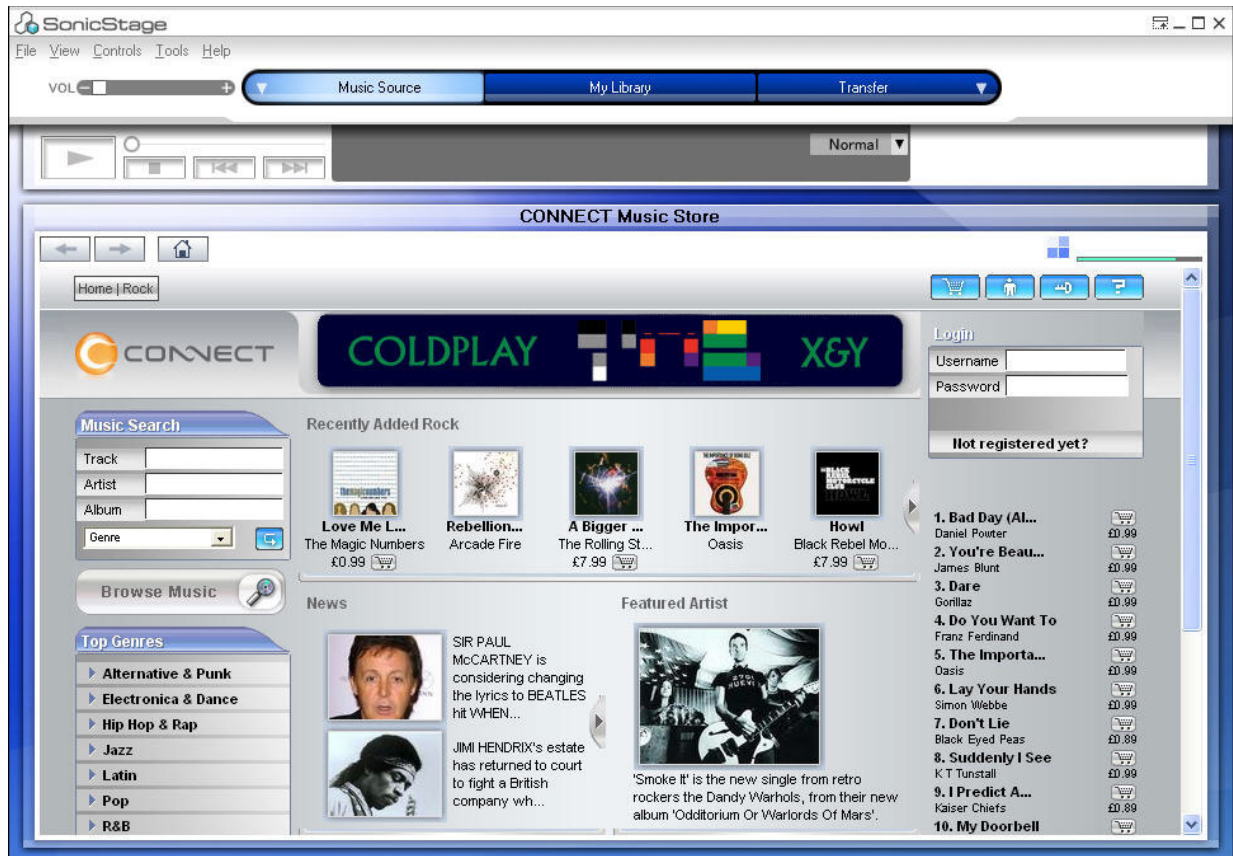 SonicStage
File View Controls Tools Help
VOL
Music Source
My Library
Transfer
Normal
CONNECT Music Store
Home | Rock
CONNECT
COLDPLAY
X&Y
Login
Username
Password
Not registered yet?
Music Search
Track
Artist
Album
Genre
Browse Music
Top Genres
Alternative & Punk
Electronica & Dance
Hip Hop & Rap
Jazz
Latin
Pop
R&B
Recently Added Rock
Love Me L...
The Magic Numbers
£0.99
Rebellion...
Arcade Fire
A Bigger ...
The Rolling St...
£7.99
The Impor...
Oasis
Howl
Black Rebel Mo...
£7.99
News
SIR PAUL
McCARTNEY is
considering changing
the lyrics to BEATLES
hit WHEN...
JIMI HENDRIX's estate
has returned to court
to fight a British
company wh...
Featured Artist
'Smoke It' is the new single from retro
rockers the Dandy Warhols, from their new
album 'Odditorium Or Warlords Of Mars'.
1. Bad Day (Al...
Daniel Powter £0.99
2. You're Beau...
James Blunt £0.99
3. Dare
Gorillaz £0.99
4. Do You Want To
Franz Ferdinand £0.99
5. The Importa...
Oasis £0.99
6. Lay Your Hands
Simon Webbe £0.99
7. Don't Lie
Black Eyed Peas £0.89
8. Suddenly I See
K T Tunstall £0.99
9. I Predict A...
Kaiser Chiefs £0.89
10. My Doorbell